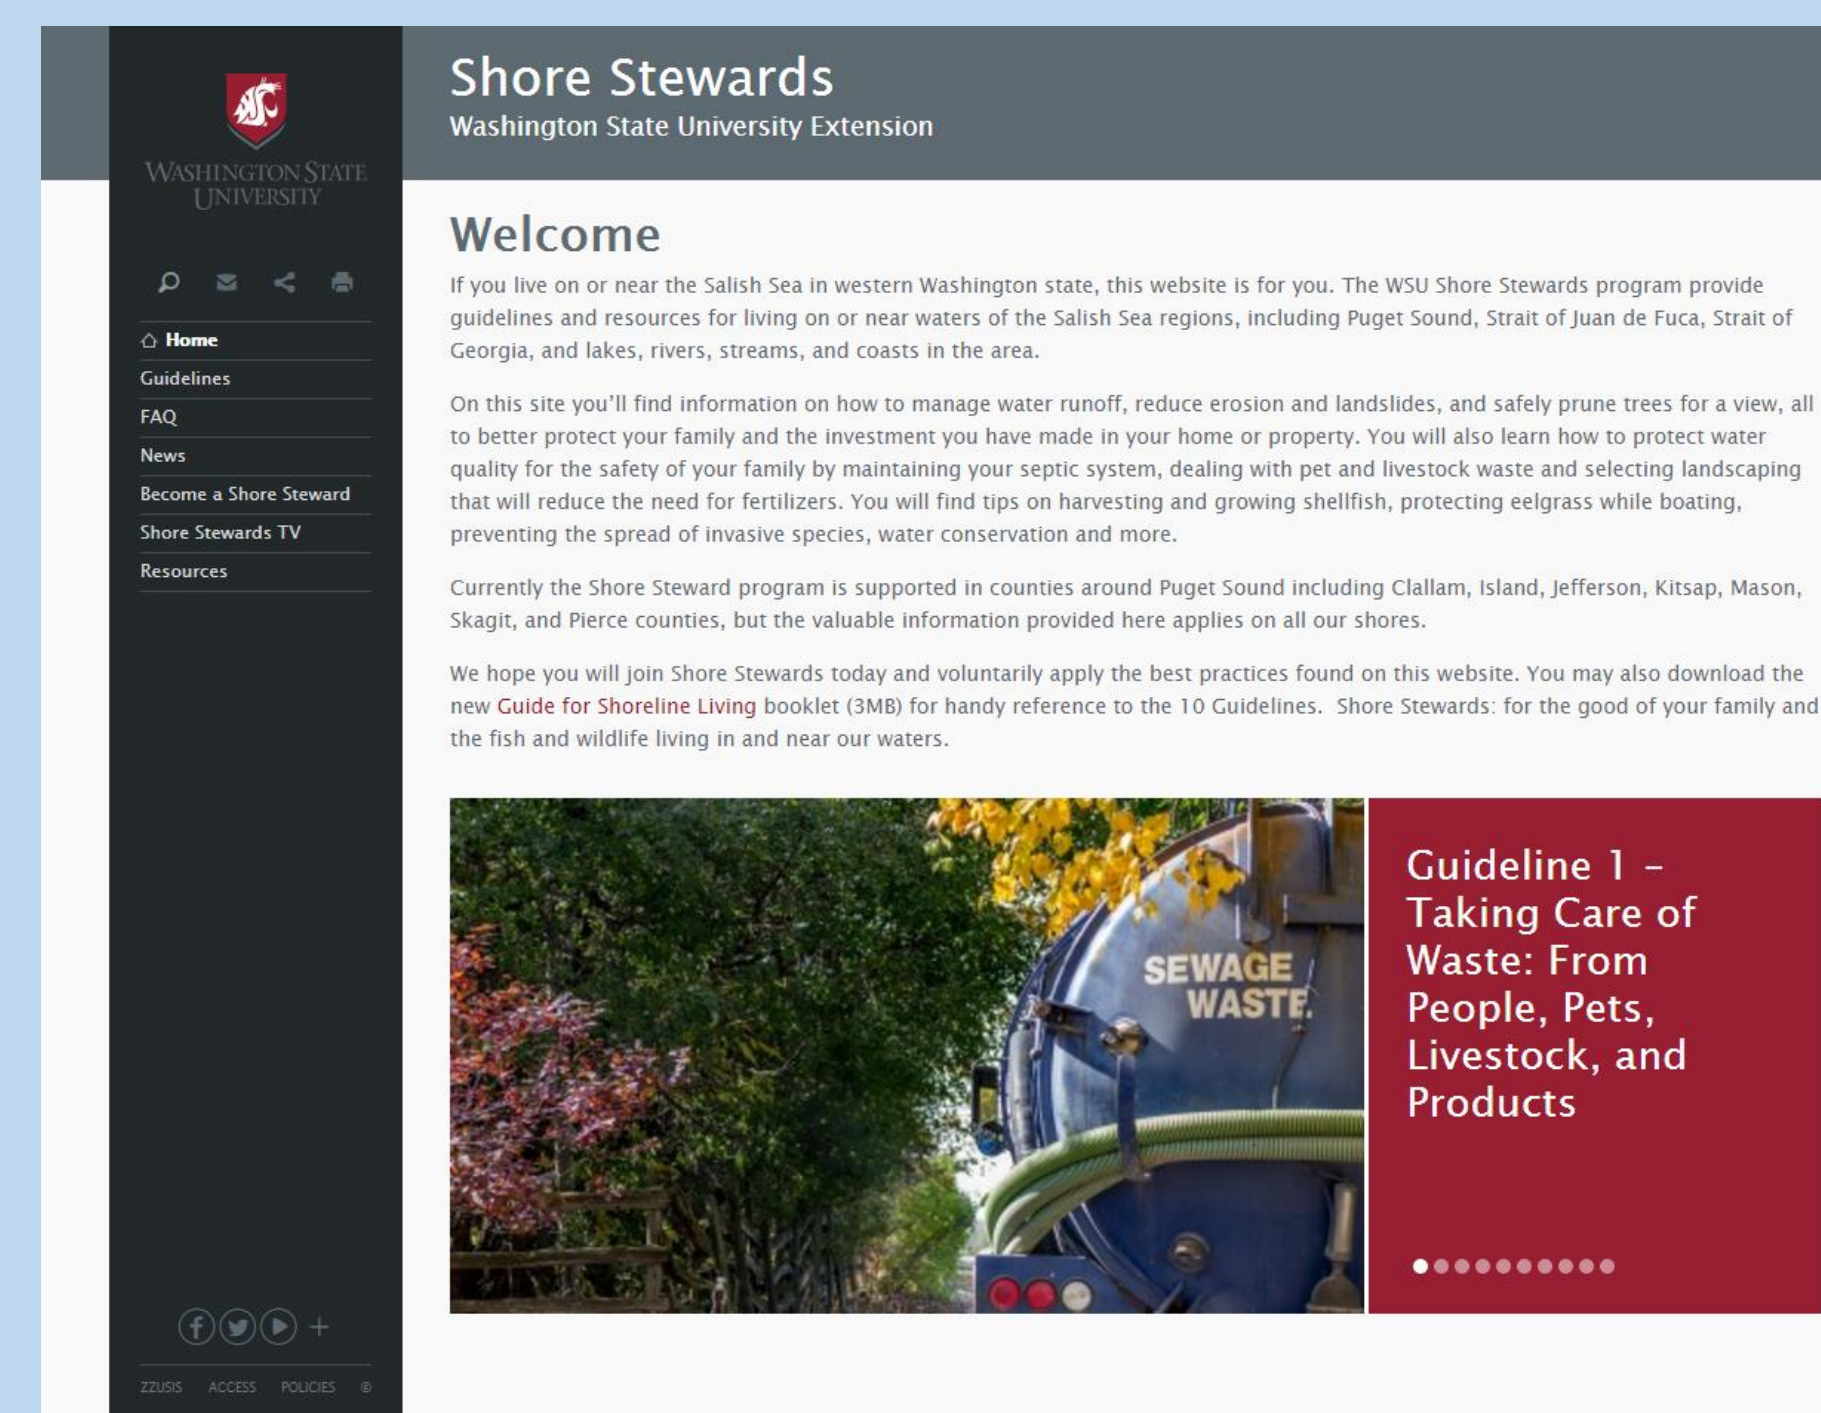 WASHINGTON STATE
UNIVERSITY
Home
Guidelines
FAQ
News
Become a Shore Steward
Shore Stewards TV
Resources
ZZUSIS ACCESS POLICIES ©
Shore Stewards
Washington State University Extension
Welcome
If you live on or near the Salish Sea in western Washington state, this website is for you. The WSU Shore Stewards program provide
guidelines and resources for living on or near waters of the Salish Sea regions, including Puget Sound, Strait of Juan de Fuca, Strait of
Georgia, and lakes, rivers, streams, and coasts in the area.
On this site you'll find information on how to manage water runoff, reduce erosion and landslides, and safely prune trees for a view, all
to better protect your family and the investment you have made in your home or property. You will also learn how to protect water
quality for the safety of your family by maintaining your septic system, dealing with pet and livestock waste and selecting landscaping
that will reduce the need for fertilizers. You will find tips on harvesting and growing shellfish, protecting eelgrass while boating,
preventing the spread of invasive species, water conservation and more.
Currently the Shore Steward program is supported in counties around Puget Sound including Clallam, Island, Jefferson, Kitsap, Mason,
Skagit, and Pierce counties, but the valuable information provided here applies on all our shores.
We hope you will join Shore Stewards today and voluntarily apply the best practices found on this website. You may also download the
new Guide for Shoreline Living booklet (3MB) for handy reference to the 10 Guidelines.  Shore Stewards: for the good of your family and
the fish and wildlife living in and near our waters.
SEWAGE
WASTE
Guideline 1 –
Taking Care of
Waste: From
People, Pets,
Livestock, and
Products